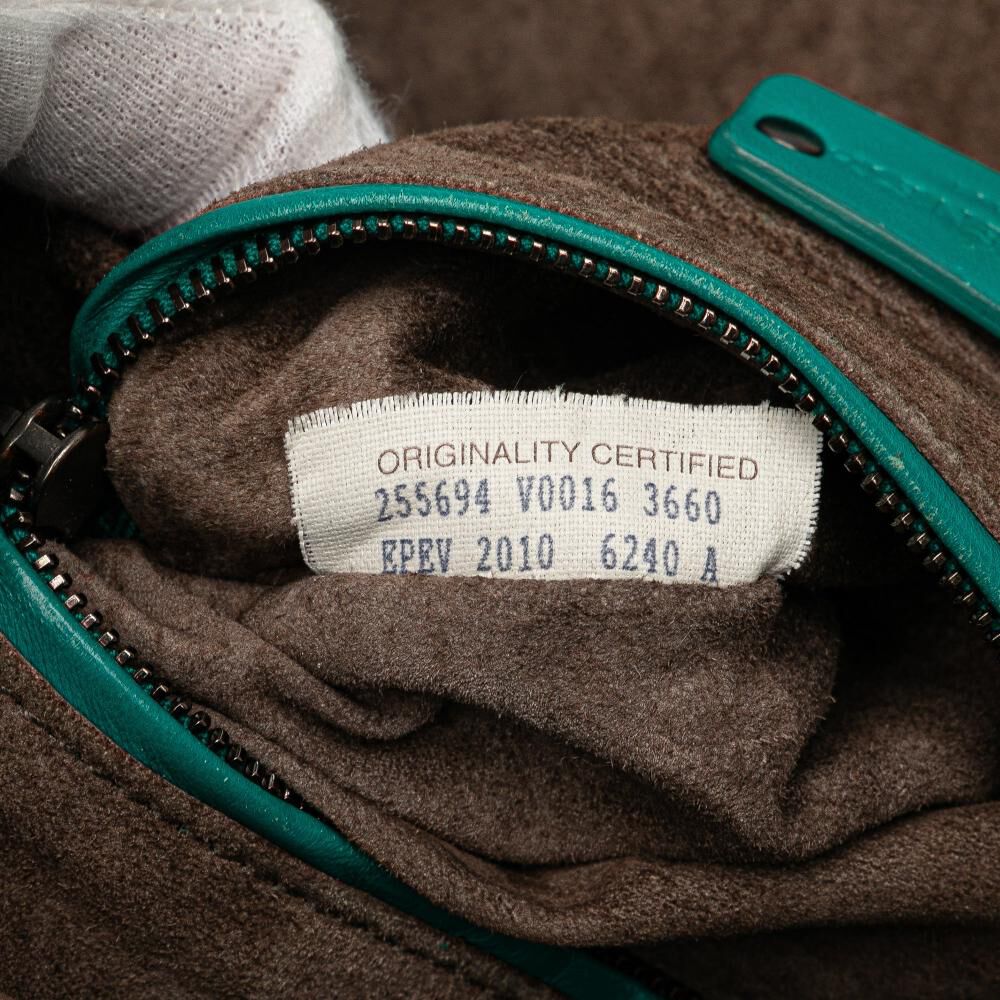 ORIGINALITY CERTIFIED
255694 V0016 3660
EPEV 2010 6240 A